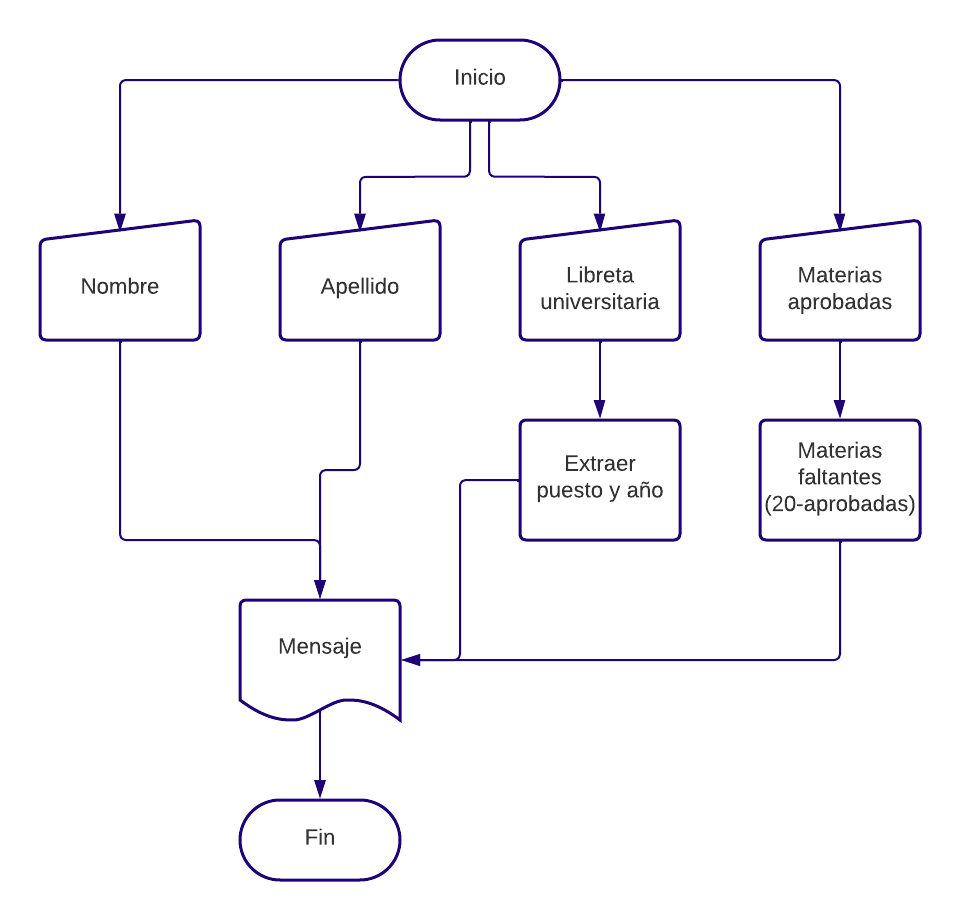 Inicio
Nombre
Apellido
Libreta
universitaria
Materias
aprobadas
Extraer
puesto y año
Materias
faltantes
(20-aprobadas)
Mensaje
Fin